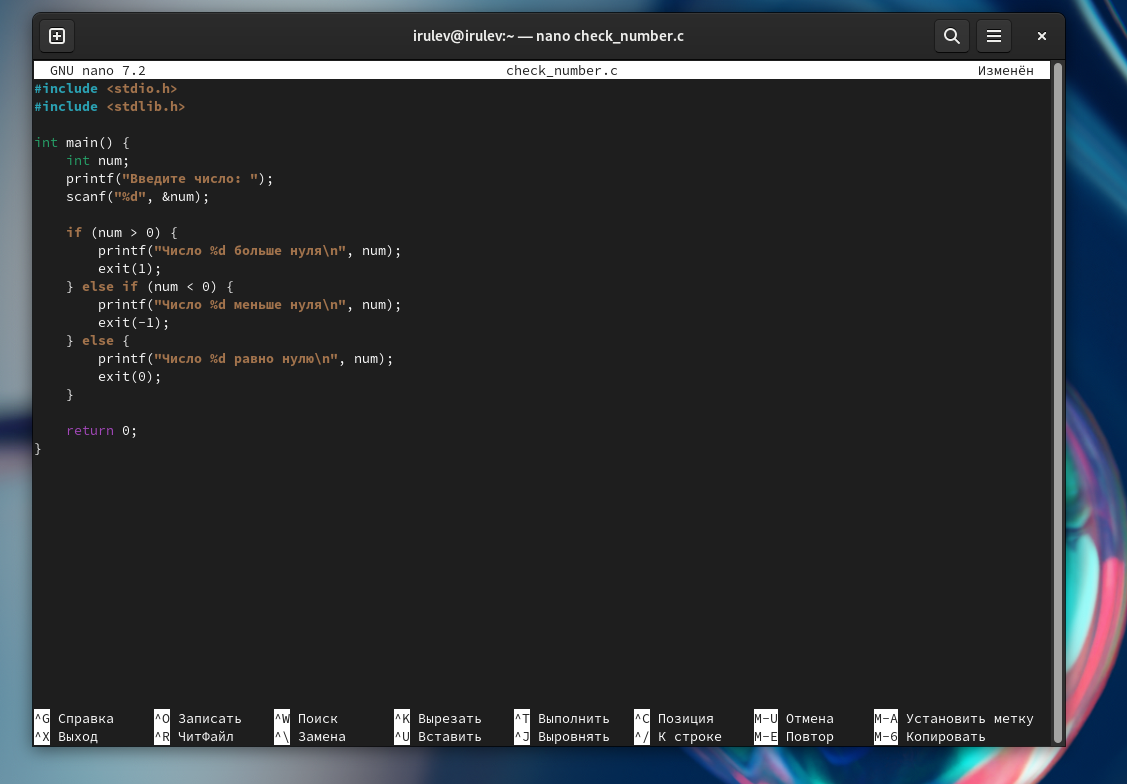 irulev@irulev:~ — nano check_number.c
GNU nano 7.2 check_number.c Изменён
#include <stdio.h>
#include <stdlib.h>
int main() {
int num;
printf("Введите число: ");
scanf("%d", &num);
if (num > 0) {
printf("Число %d больше нуля\n", num);
exit(1);
} else if (num < 0) {
printf("Число %d меньше нуля\n", num);
exit(-1);
} else {
printf("Число %d равно нулю\n", num);
exit(0);
}
return 0;
}
^G Справка ^O Записать ^W Поиск ^K Вырезать ^T Выполнить ^C Позиция M-U Отмена M-A Установить метку
^X Выход ^R ЧитФайл ^\ Замена ^U Вставить ^J Выровнять ^/ К строке M-E Повтор M-6 Копировать